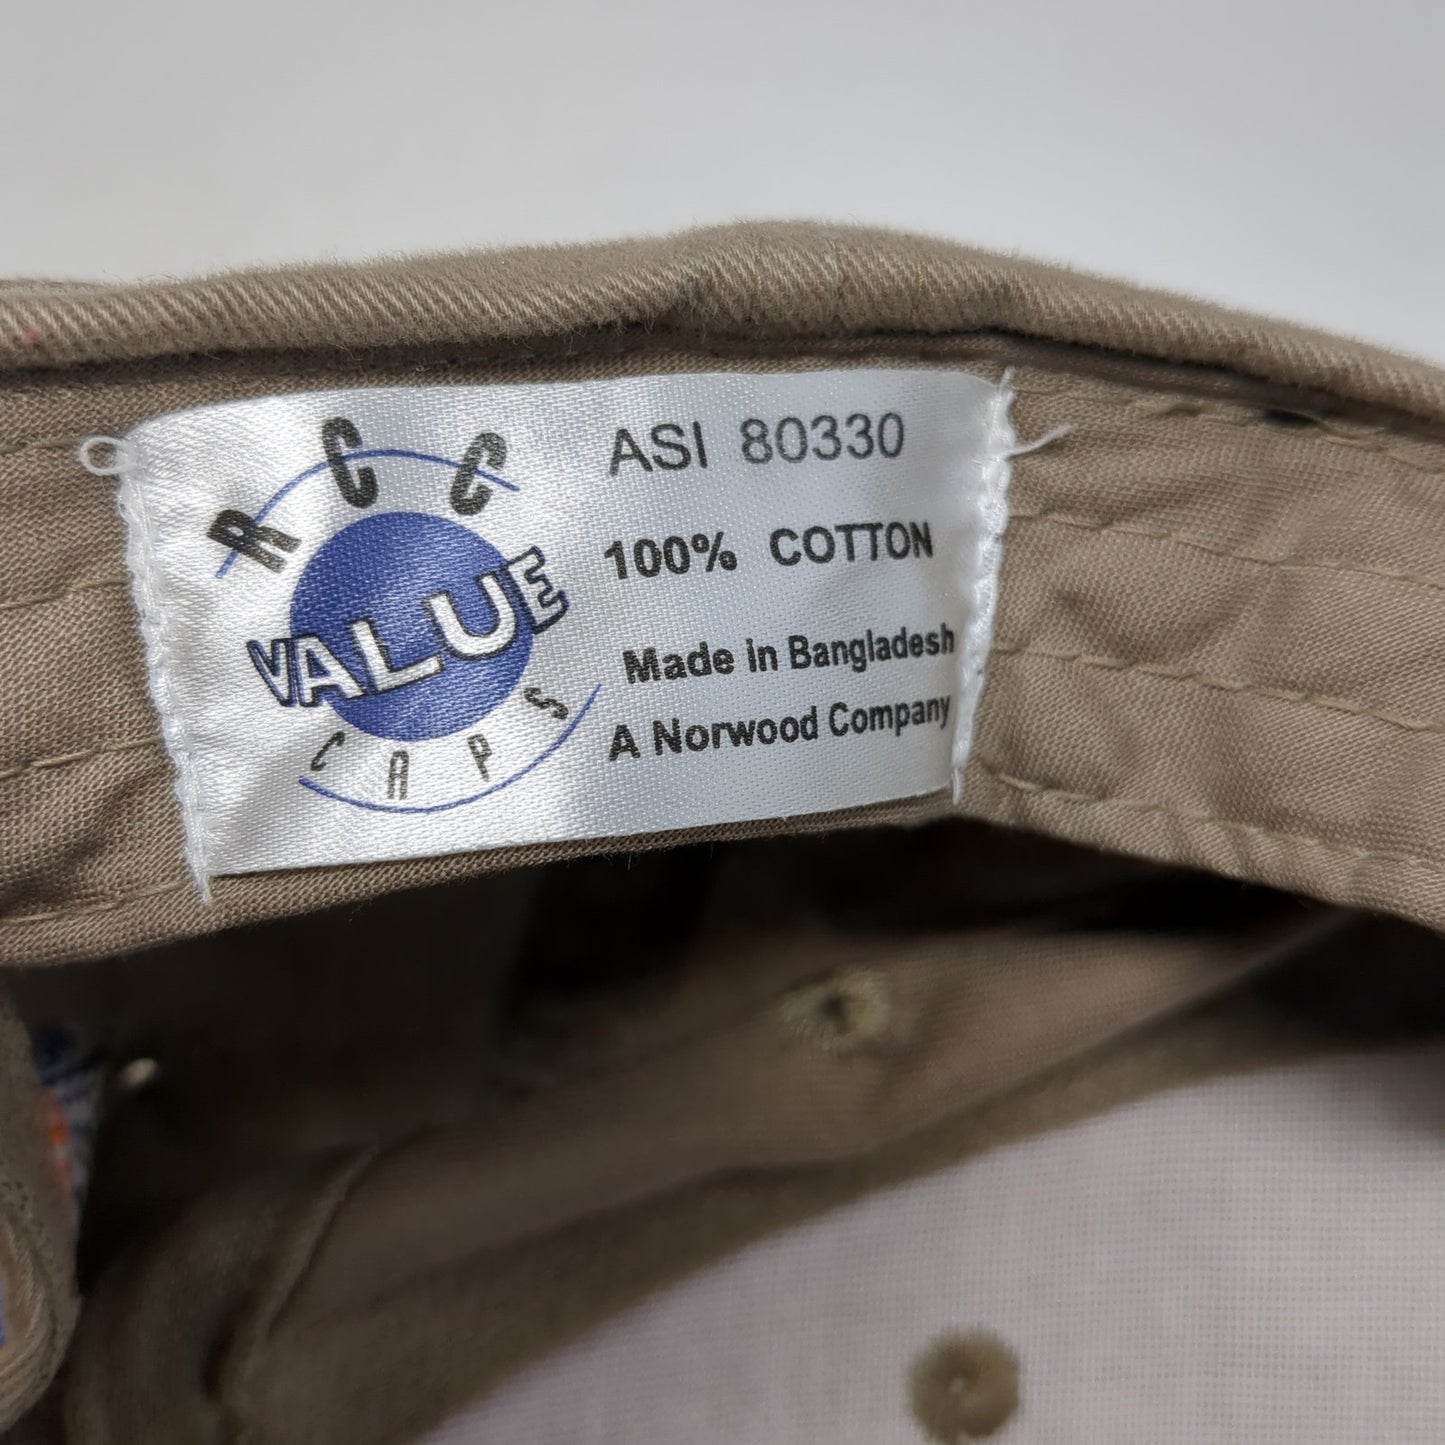 RCC
VALUE
CAPS
ASI 80330
100% COTTON
Made in Bangladesh
A Norwood Company